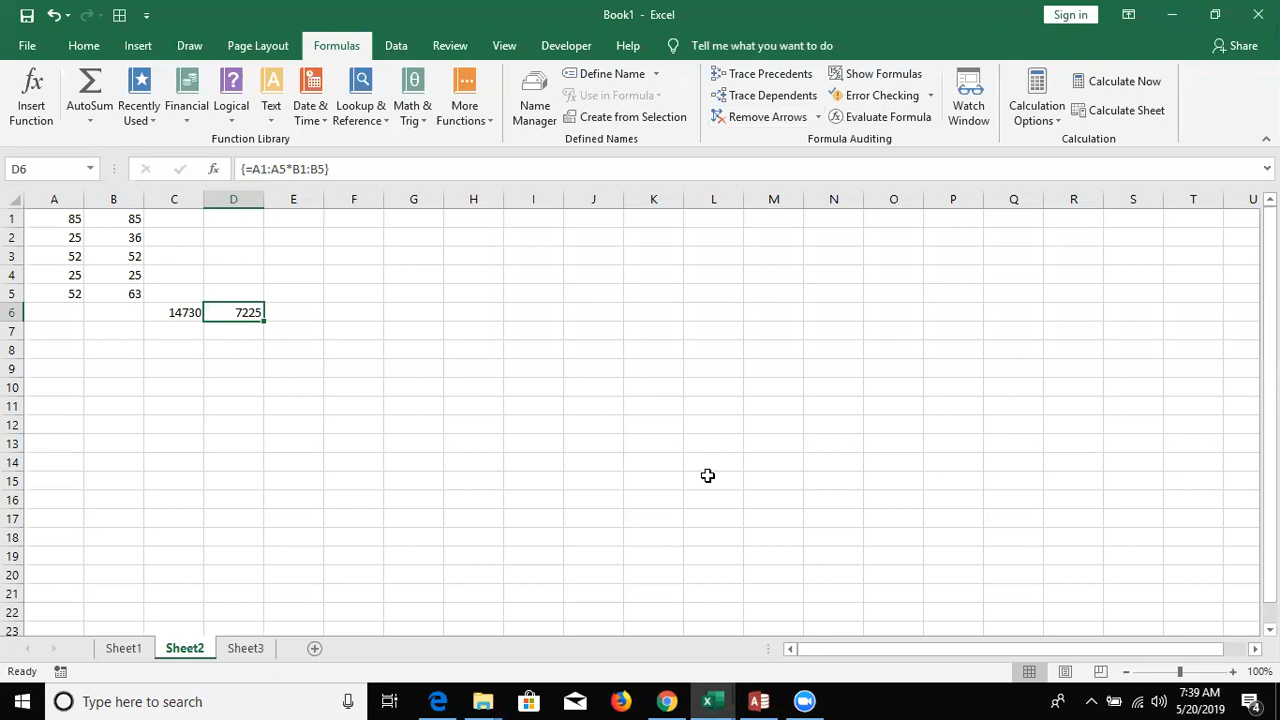 Book1 - Excel
Sign in
File Home Insert Draw Page Layout Formulas Data Review View Developer Help Tell me what you want to do Share
Insert Function
AutoSum
Recently Used
Financial
Logical
Text
Date & Time
Lookup & Reference
Math & Trig
More Functions
Function Library
Name Manager
Define Name
Use in Formula
Create from Selection
Defined Names
Trace Precedents
Trace Dependents
Remove Arrows
Show Formulas
Error Checking
Evaluate Formula
Formula Auditing
Watch Window
Calculation Options
Calculate Now
Calculate Sheet
Calculation
D6 fx {=A1:A5*B1:B5}
A B C D E F G H I J K L M N O P Q R S T U
1 85 85
2 25 36
3 52 52
4 25 25
5 52 63
6 14730 7225
7
8
9
10
11
12
13
14
15
16
17
18
19
20
21
22
23
Sheet1 Sheet2 Sheet3
Ready 100%
Type here to search
7:39 AM
5/20/2019
4